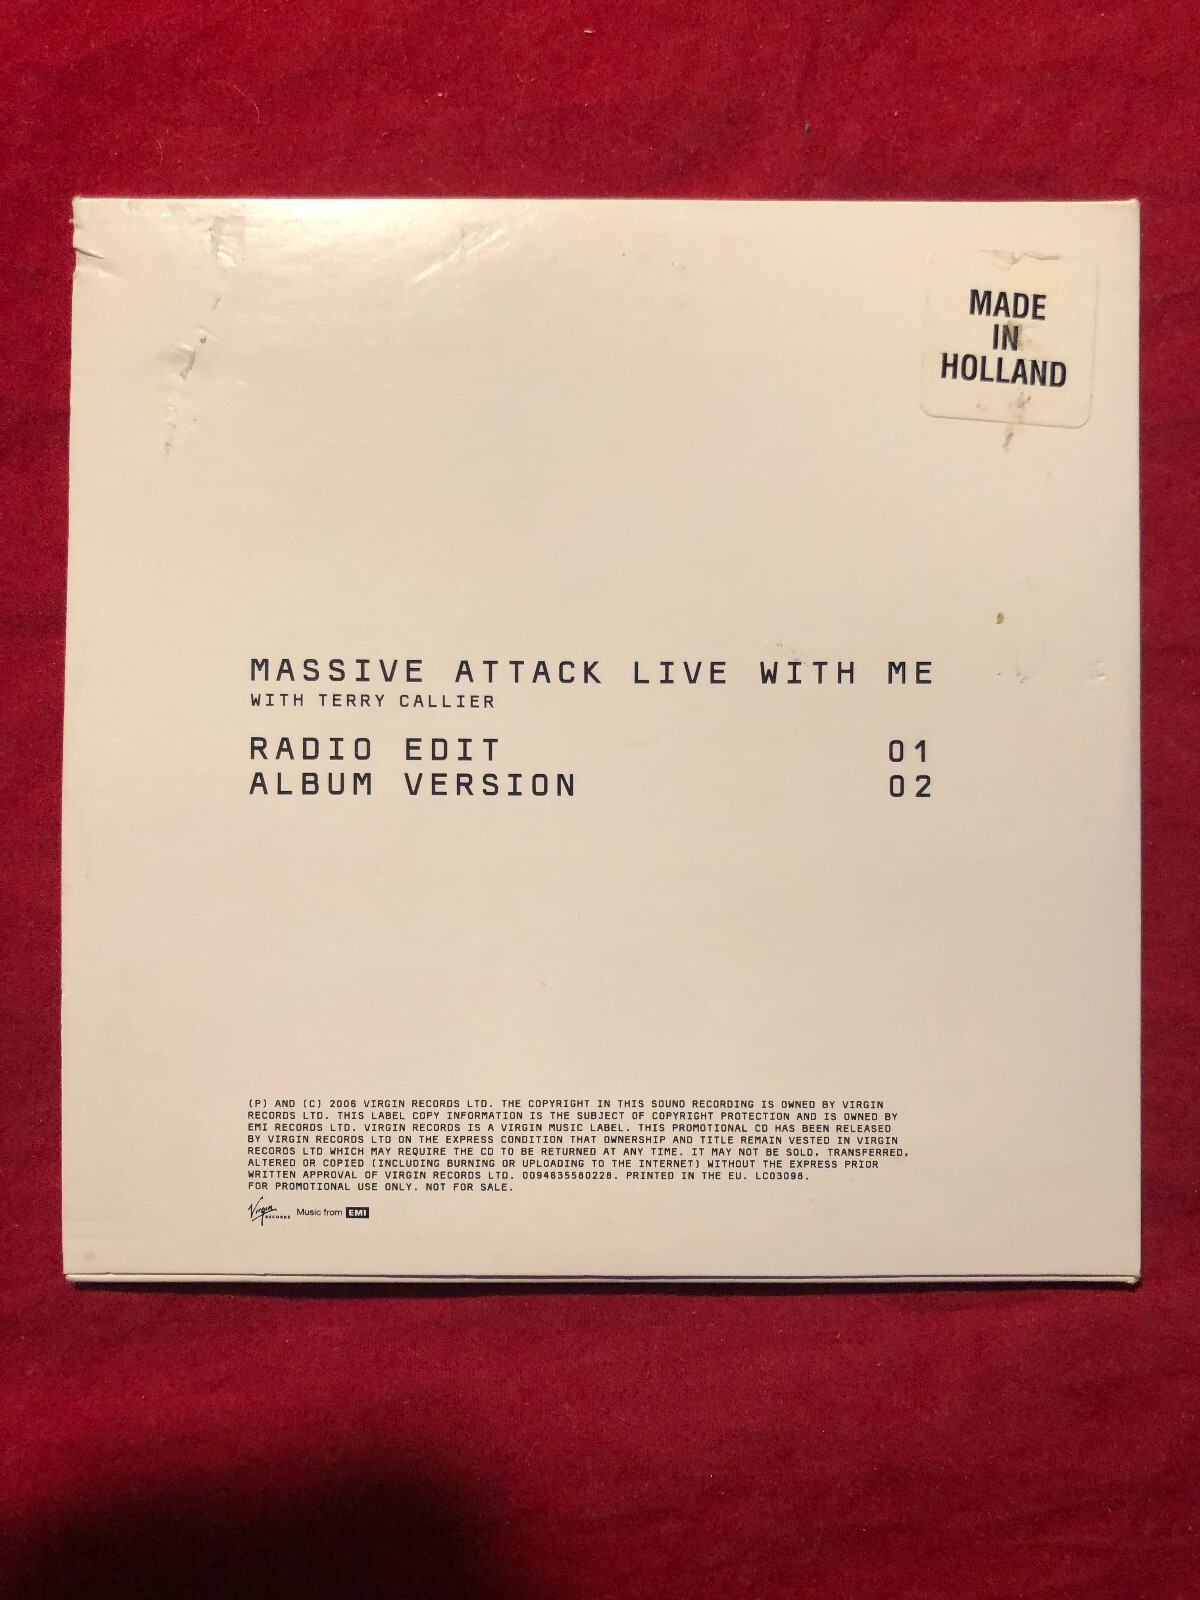 MADE
IN
HOLLAND
MASSIVE ATTACK LIVE WITH ME
WITH TERRY CALLIER
RADIO EDIT 01
ALBUM VERSION 02
(P) AND (C) 2006 VIRGIN RECORDS LTD. THE COPYRIGHT IN THIS SOUND RECORDING IS OWNED BY VIRGIN
RECORDS LTD. THIS LABEL COPY INFORMATION IS THE SUBJECT OF COPYRIGHT PROTECTION AND IS OWNED BY
EMI RECORDS LTD. VIRGIN RECORDS IS A VIRGIN MUSIC LABEL. THIS PROMOTIONAL CD HAS BEEN RELEASED
BY VIRGIN RECORDS LTD ON THE EXPRESS CONDITION THAT OWNERSHIP AND TITLE REMAIN VESTED IN VIRGIN
RECORDS LTD WHICH MAY REQUIRE THE CD TO BE RETURNED AT ANY TIME. IT MAY NOT BE SOLD, TRANSFERRED,
ALTERED OR COPIED (INCLUDING BURNING OR UPLOADING TO THE INTERNET) WITHOUT THE EXPRESS PRIOR
WRITTEN APPROVAL OF VIRGIN RECORDS LTD. 0094635560228. PRINTED IN THE EU. LC03098.
FOR PROMOTIONAL USE ONLY. NOT FOR SALE.
Virgin RECORDS Music from EMI